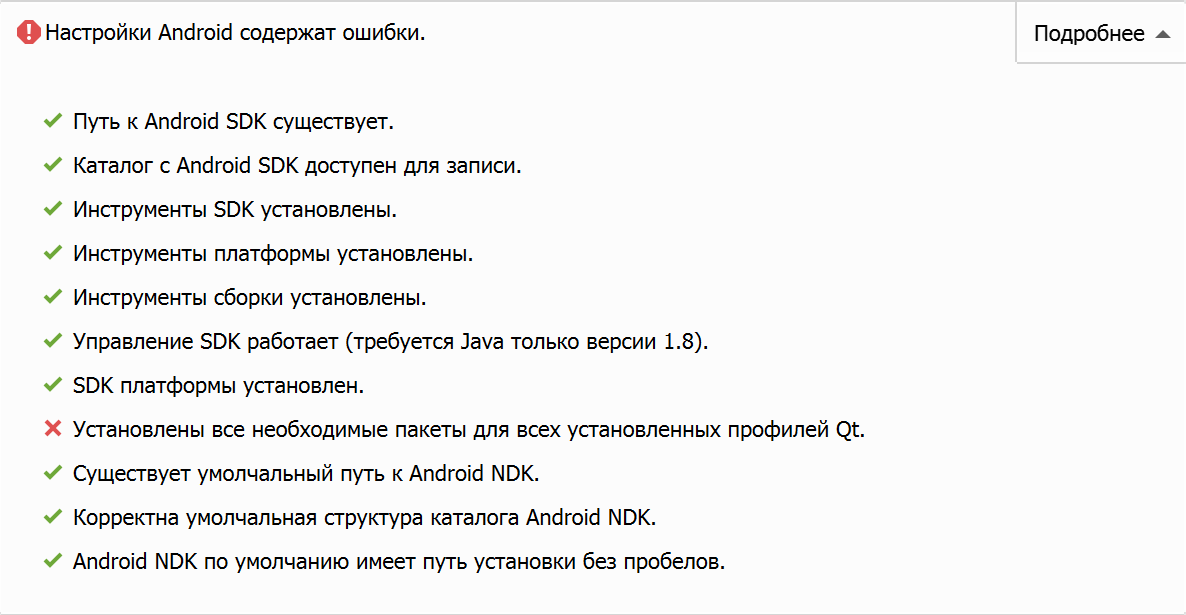 Настройки Android содержат ошибки.
Подробнее
Путь к Android SDK существует.
Каталог с Android SDK доступен для записи.
Инструменты SDK установлены.
Инструменты платформы установлены.
Инструменты сборки установлены.
Управление SDK работает (требуется Java только версии 1.8).
SDK платформы установлен.
Установлены все необходимые пакеты для всех установленных профилей Qt.
Существует умолчальный путь к Android NDK.
Корректна умолчальная структура каталога Android NDK.
Android NDK по умолчанию имеет путь установки без пробелов.